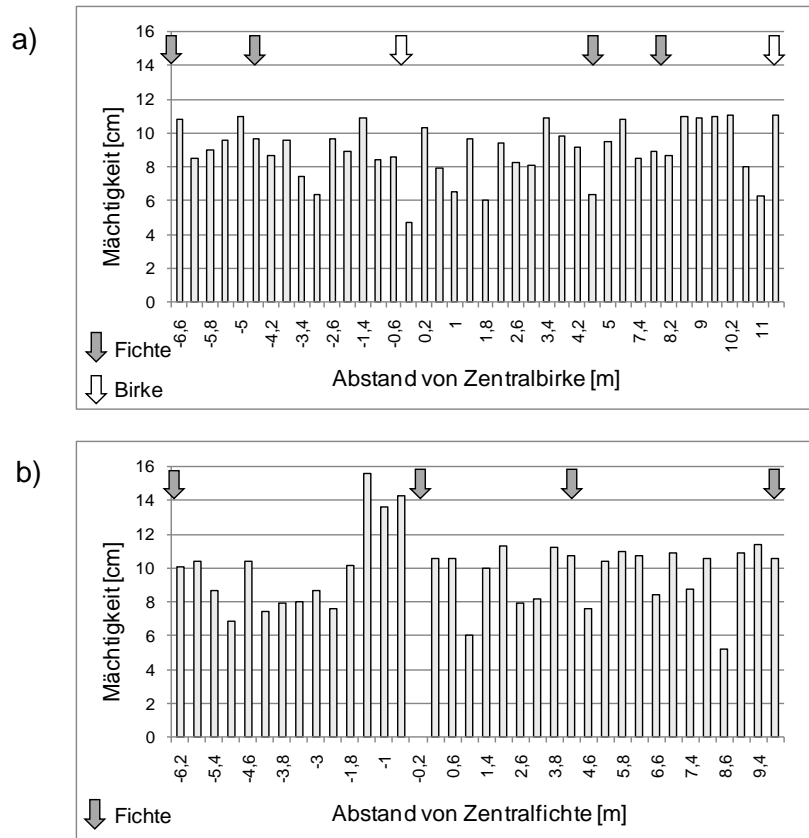 a)
Mächtigkeit [cm]
16
14
12
10
8
6
4
2
0
-6,6 -5,8 -5 -4,2 -3,4 -2,6 -1,4 -0,6 0,2 1 1,8 2,6 3,4 4,2 5 7,4 8,2 9 10,2 11
Fichte
Birke
Abstand von Zentralbirke [m]
b)
Mächtigkeit [cm]
16
14
12
10
8
6
4
2
0
-6,2 -5,4 -4,6 -3,8 -3 -1,8 -1 -0,2 0,6 1,4 2,6 3,8 4,6 5,8 6,6 7,4 8,6 9,4
Fichte
Abstand von Zentralfichte [m]